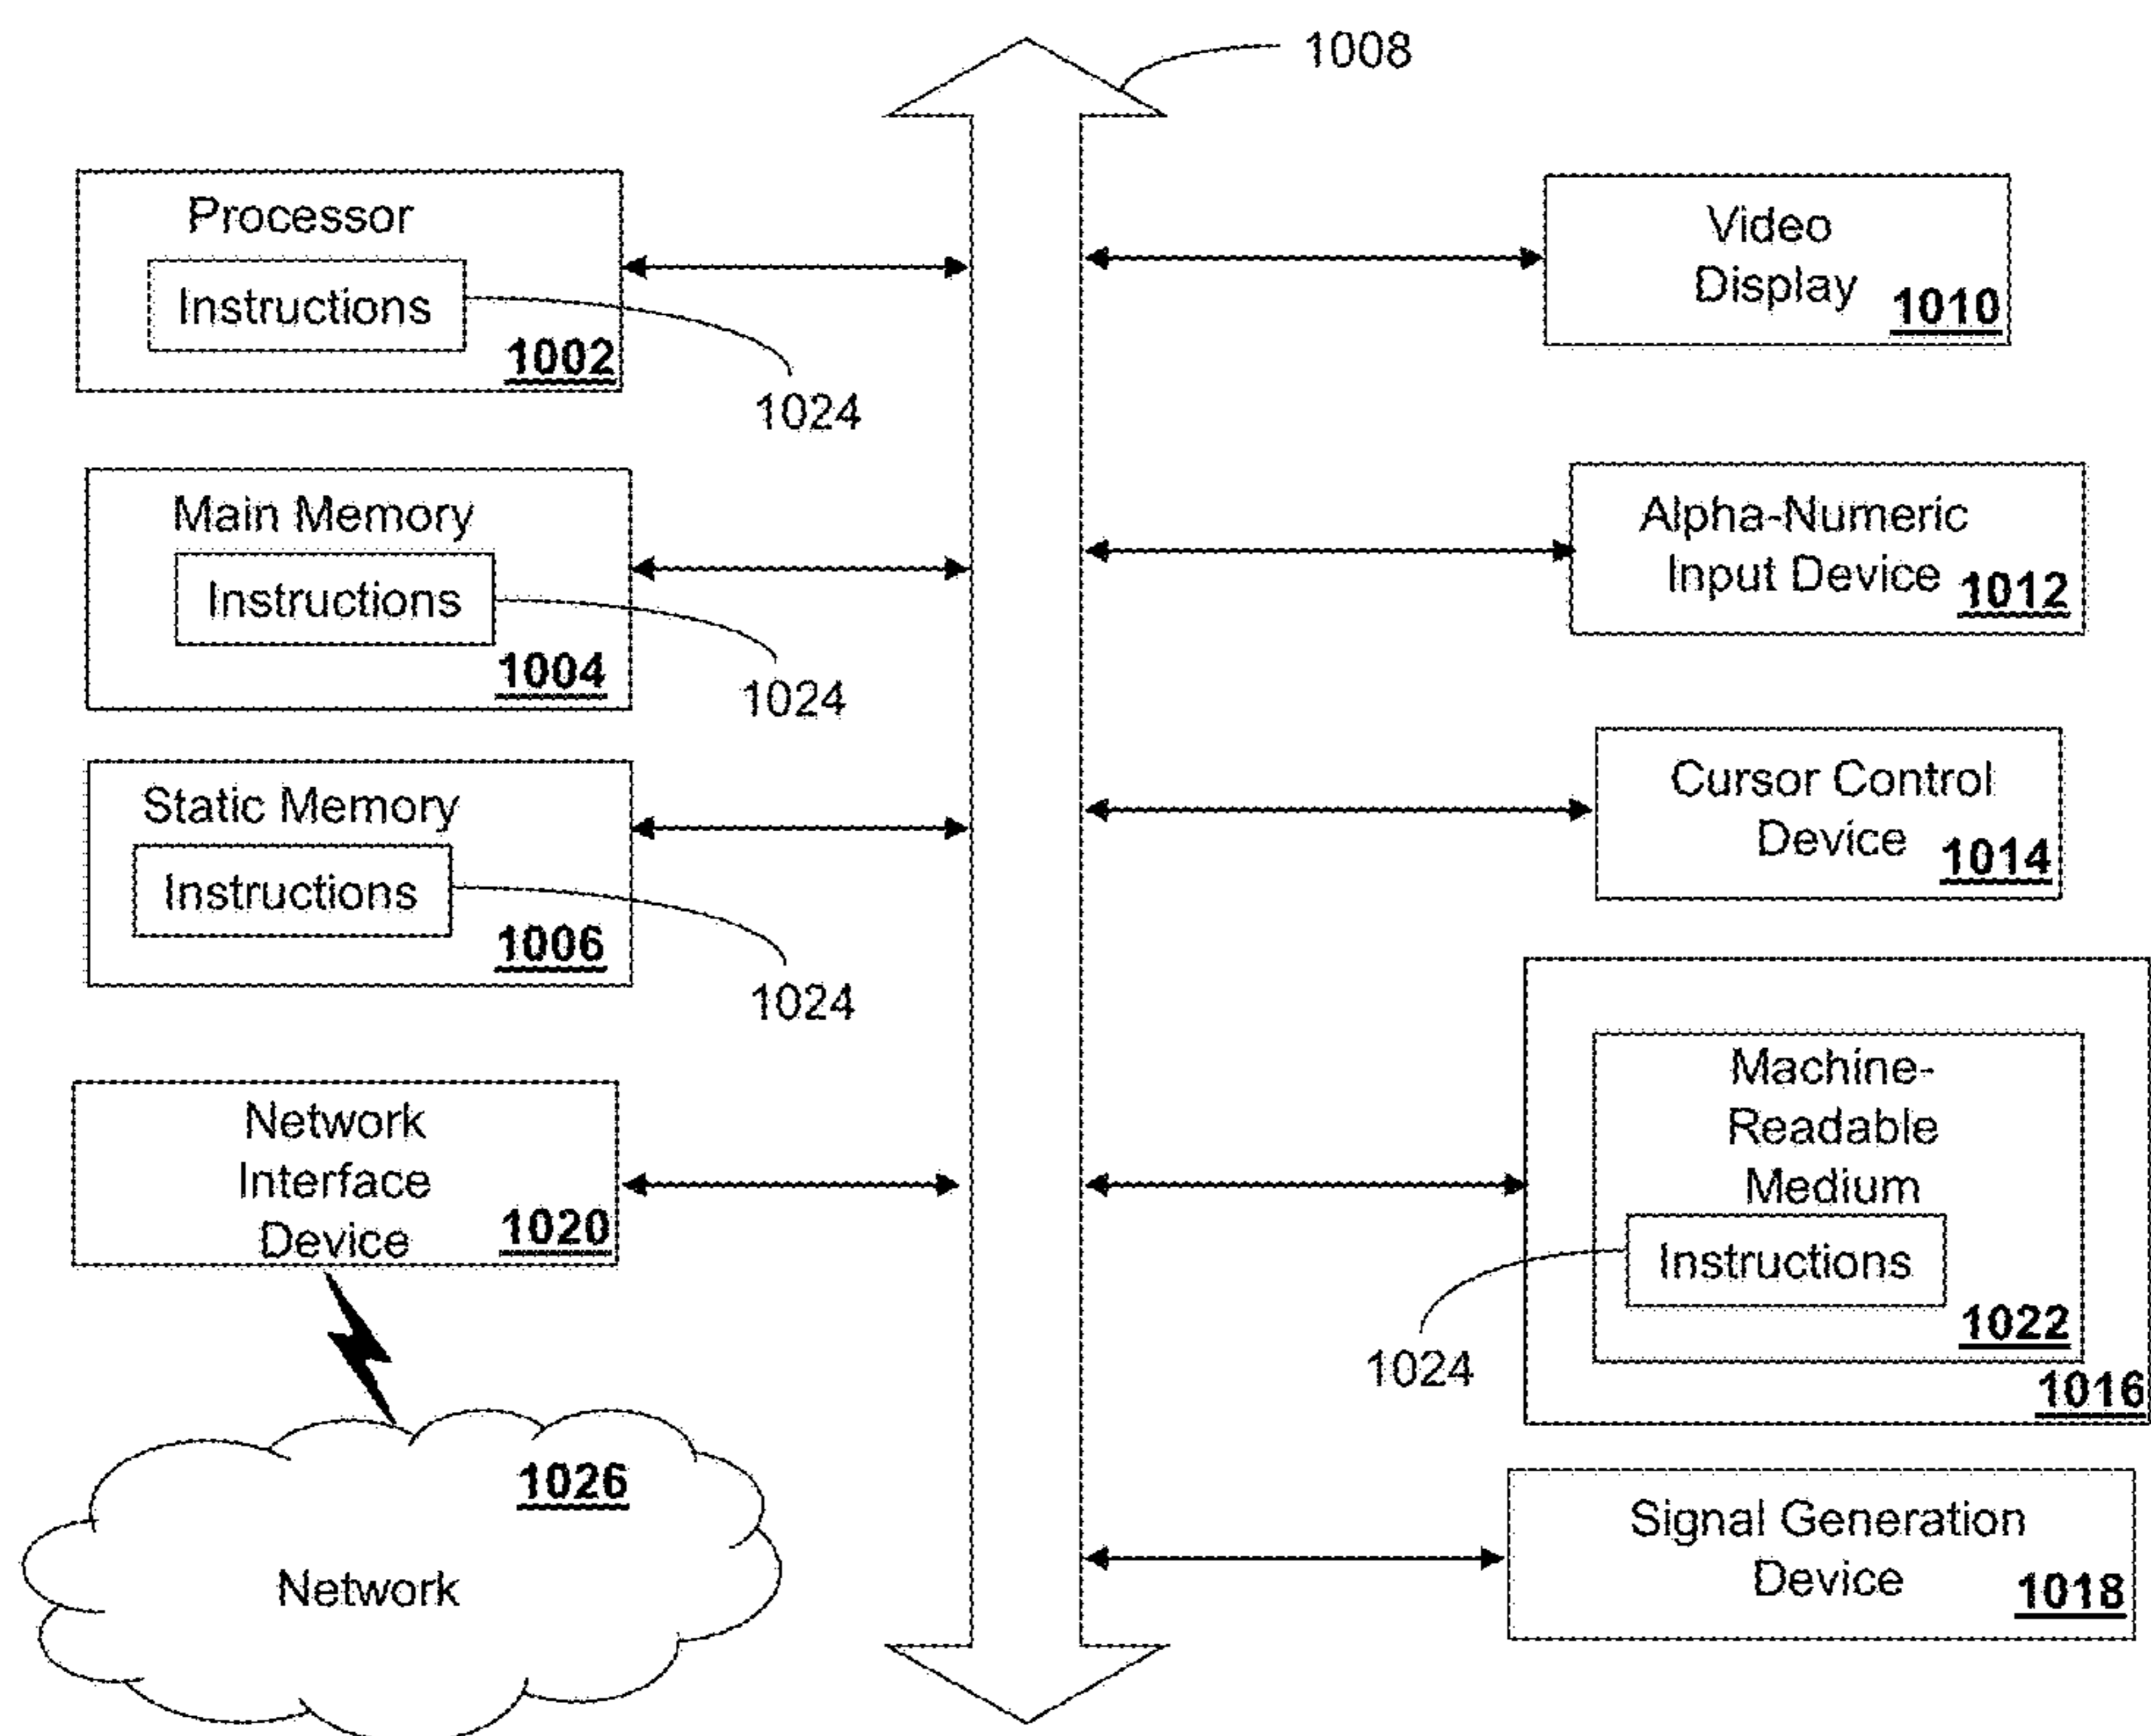 1008
Processor
Instructions
1002
1024
Main Memory
Instructions
1004
1024
Static Memory
Instructions
1006
1024
Network
Interface
Device
1020
1026
Network
Video
Display
1010
Alpha-Numeric
Input Device
1012
Cursor Control
Device
1014
Machine-
Readable
Medium
Instructions
1022
1024
1016
Signal Generation
Device
1018